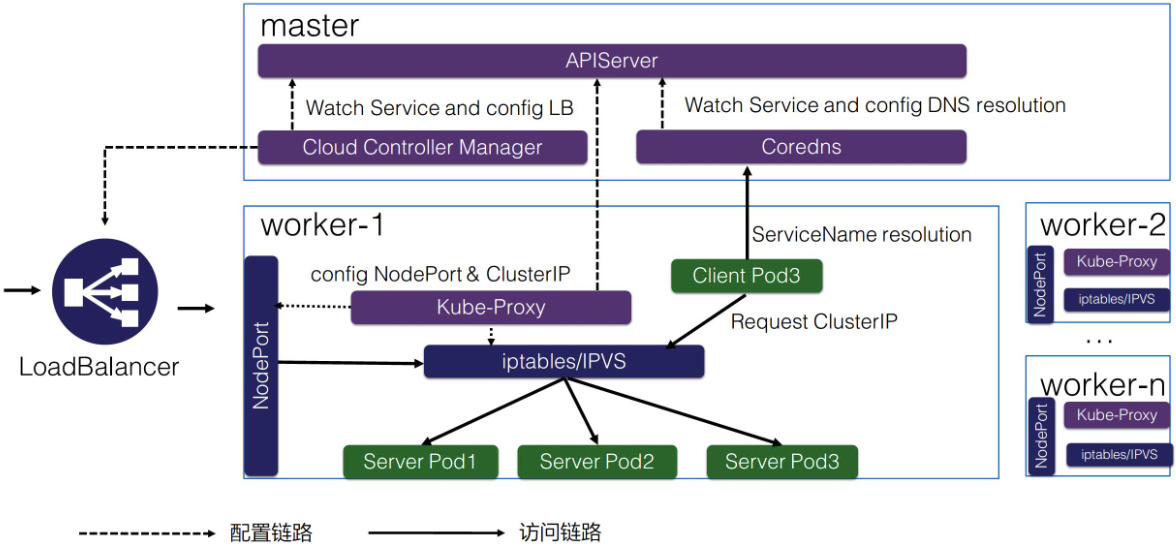 master
APIServer
Watch Service and config LB
Watch Service and config DNS resolution
Cloud Controller Manager
Coredns
worker-1
ServiceName resolution
config NodePort & ClusterIP
Client Pod3
Kube-Proxy
Request ClusterIP
NodePort
iptables/IPVS
Server Pod1
Server Pod2
Server Pod3
LoadBalancer
worker-2
NodePort
Kube-Proxy
iptables/IPVS
...
worker-n
NodePort
Kube-Proxy
iptables/IPVS
配置链路
访问链路